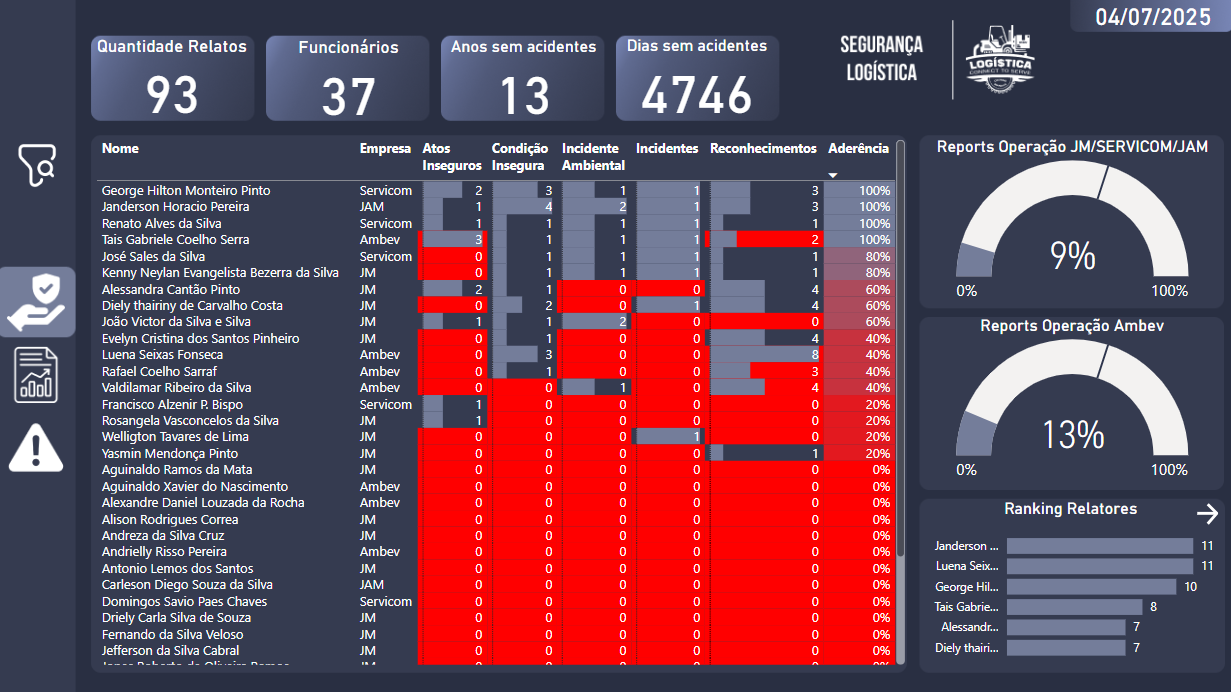 04/07/2025
Quantidade Relatos
93
Funcionários
37
Anos sem acidentes
13
Dias sem acidentes
4746
SEGURANÇA
LOGÍSTICA
LOGÍSTICA
CONNECT TO SERVE
Nome Empresa Atos Inseguros Condição Insegura Incidente Ambiental Incidentes Reconhecimentos Aderência
George Hilton Monteiro Pinto Servicom 2 3 1 1 3 100%
Janderson Horacio Pereira JAM 1 4 2 1 3 100%
Renato Alves da Silva Servicom 1 1 1 1 1 100%
Tais Gabriele Coelho Serra Ambev 3 1 1 1 2 100%
José Sales da Silva Servicom 0 1 1 1 1 80%
Kenny Neylan Evangelista Bezerra da Silva JM 0 1 1 1 1 80%
Alessandra Cantão Pinto JM 2 1 0 0 4 60%
Diely thairiny de Carvalho Costa JM 0 2 0 1 4 60%
João Victor da Silva e Silva JM 1 1 2 0 0 60%
Evelyn Cristina dos Santos Pinheiro JM 0 1 0 0 4 40%
Luena Seixas Fonseca Ambev 0 3 0 0 8 40%
Rafael Coelho Sarraf Ambev 0 1 0 0 3 40%
Valdilamar Ribeiro da Silva Ambev 0 0 1 0 4 40%
Francisco Alzenir P. Bispo Servicom 1 0 0 0 0 20%
Rosangela Vasconcelos da Silva JM 1 0 0 0 0 20%
Welligton Tavares de Lima JM 0 0 0 1 0 20%
Yasmin Mendonça Pinto JM 0 0 0 0 1 20%
Aguinaldo Ramos da Mata JM 0 0 0 0 0 0%
Aguinaldo Xavier do Nascimento Ambev 0 0 0 0 0 0%
Alexandre Daniel Louzada da Rocha Ambev 0 0 0 0 0 0%
Alison Rodrigues Correa JM 0 0 0 0 0 0%
Andreza da Silva Cruz JM 0 0 0 0 0 0%
Andrielly Risso Pereira Ambev 0 0 0 0 0 0%
Antonio Lemos dos Santos JM 0 0 0 0 0 0%
Carleson Diego Souza da Silva JAM 0 0 0 0 0 0%
Domingos Savio Paes Chaves Servicom 0 0 0 0 0 0%
Driely Carla Silva de Souza JM 0 0 0 0 0 0%
Fernando da Silva Veloso JM 0 0 0 0 0 0%
Jefferson da Silva Cabral JM 0 0 0 0 0 0%
Reports Operação JM/SERVICOM/JAM
9%
0% 100%
Reports Operação Ambev
13%
0% 100%
Ranking Relatores
Janderson ... 11
Luena Seix... 11
George Hil... 10
Tais Gabrie... 8
Alessandr... 7
Diely thairi... 7